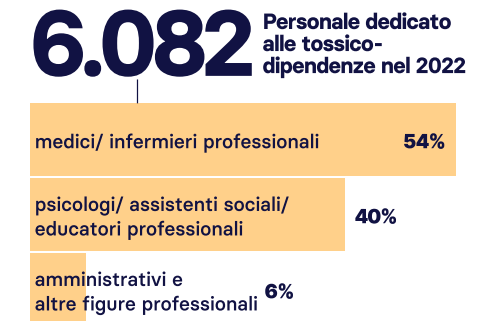 6.082
Personale dedicato
alle tossico-
dipendenze nel 2022
medici/ infermieri professionali
54%
psicologi/ assistenti sociali/
educatori professionali
40%
amministrativi e
altre figure professionali
6%